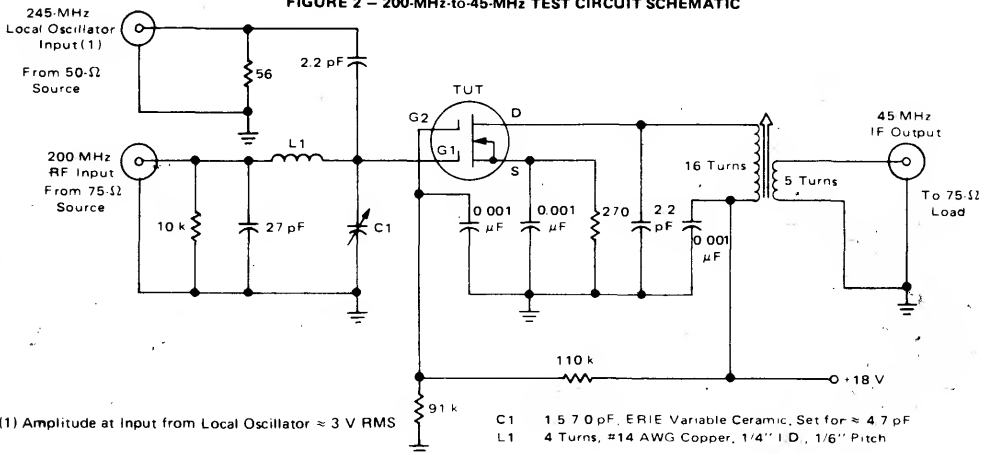 FIGURE 2 – 200-MHz-to-45-MHz TEST CIRCUIT SCHEMATIC
245-MHz
Local Oscillator
Input (1)
From 50-Ω
Source
56
2.2 pF
TUT
G2
D
G1
S
200 MHz
RF Input
From 75-Ω
Source
L1
10 k
27 pF
C1
0 001
μF
0.001
μF
270
2 2
pF
0 001
μF
16 Turns
5 Turns
45 MHz
IF Output
To 75-Ω
Load
110 k
+18 V
91 k
(1) Amplitude at Input from Local Oscillator ≈ 3 V RMS
C1 1 5 7 0 pF, ERIE Variable Ceramic, Set for ≈ 4 7 pF
L1 4 Turns, #14 AWG Copper, 1/4'' I D , 1/6'' Pitch